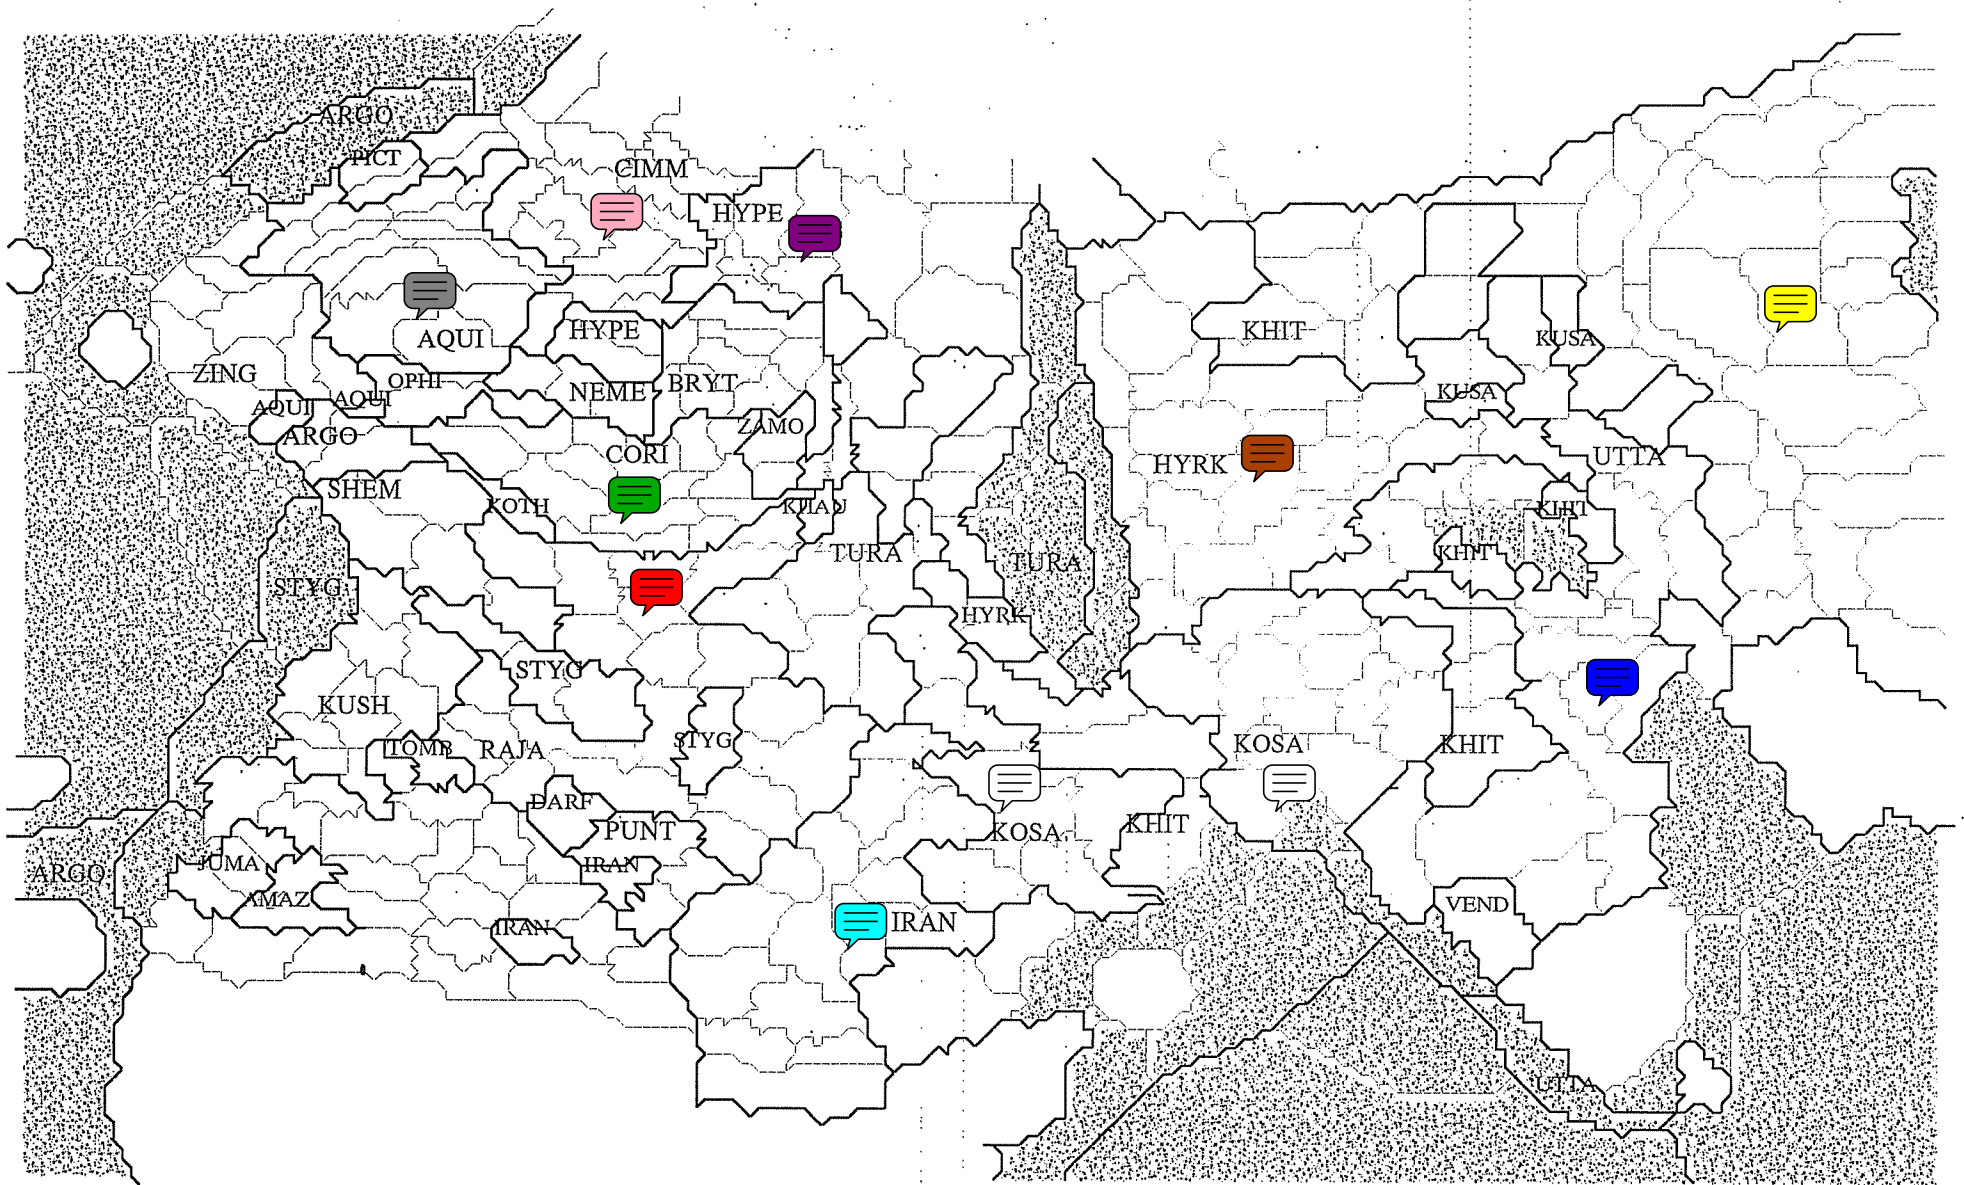 ARGO
PICT
CIMM
HYPE
AQUI
HYPE
KHIT
KUSA
ZING
OPHI
NEME
BRYT
KUSA
AQUI
AQUI
ARGO
ZAMO
CORI
HYRK
UTTA
SHEM
KOTH
KHAU
KHIT
TURA
TURA
KHIT
STYG
HYRK
STYG
KUSH
TOMB
RAJA
STYG
KOSA
KHIT
DARF
PUNT
KOSA
KHIT
JUMA
IRAN
ARGO
AMAZ
IRAN
IRAN
VEND
UTTA